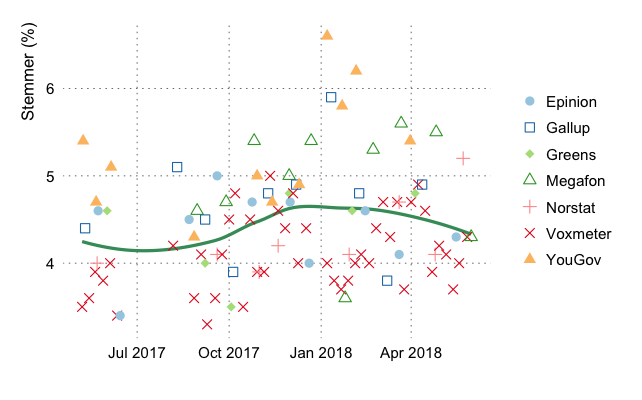 Stemmer (%)
6
5
4
Jul 2017
Oct 2017
Jan 2018
Apr 2018
Epinion
Gallup
Greens
Megafon
Norstat
Voxmeter
YouGov